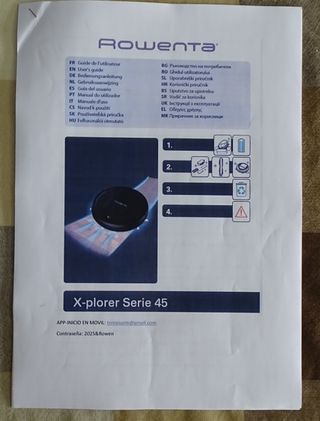 Rowenta
FR Guide de l'utilisateur
EN User's guide
DE Bedienungsanleitung
NL Gebruiksaanwijzing
ES Guía del usuario
PT Manual do utilizador
IT Manuale d'uso
CS Návod k použití
SK Používateľská príručka
HU Felhasználói útmutató
BG Ръководство на потребителя
RO Ghidul utilizatorului
SL Uporabniški priročnik
HR Korisnički priručnik
BS Uputstvo za upotrebu
SR Vodič za korisnika
UK Інструкції з експлуатації
EL Οδηγίες χρήσης
MK Прирачник за корисници
1.
2.
3.
4.
X-plorer Serie 45
APP-INICIO EN MOVIL:
Contraseña: 2025&Rowen